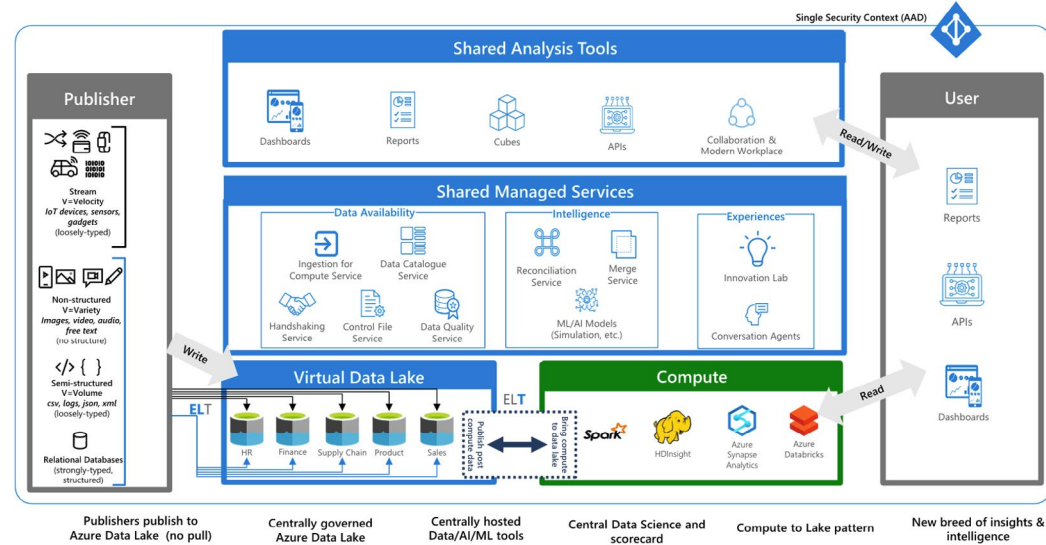 Single Security Context (AAD)
Shared Analysis Tools
Dashboards
Reports
Cubes
APIs
Collaboration &
Modern Workplace
Publisher
Stream
V=Velocity
IoT devices, sensors,
gadgets
(loosely-typed)
Non-structured
V=Variety
Images, video, audio,
free text
(no structure)
</> { }
Semi-structured
V=Volume
csv, logs, json, xml
(loosely-typed)
Relational Databases
(strongly-typed,
structured)
Write
ELT
Shared Managed Services
Data Availability
Ingestion for
Compute Service
Data Catalogue
Service
Handshaking
Service
Control File
Service
Data Quality
Service
Intelligence
Reconciliation
Service
Merge
Service
ML/AI Models
(Simulation, etc.)
Experiences
Innovation Lab
Conversation Agents
Virtual Data Lake
HR
Finance
Supply Chain
Product
Sales
ELT
Publish post
compute data
Bring compute
to data lake
Compute
Spark
HDInsight
Azure
Synapse
Analytics
Azure
Databricks
Read/Write
Read
User
Reports
APIs
Dashboards
Publishers publish to
Azure Data Lake (no pull)
Centrally governed
Azure Data Lake
Centrally hosted
Data/AI/ML tools
Central Data Science and
scorecard
Compute to Lake pattern
New breed of insights &
intelligence